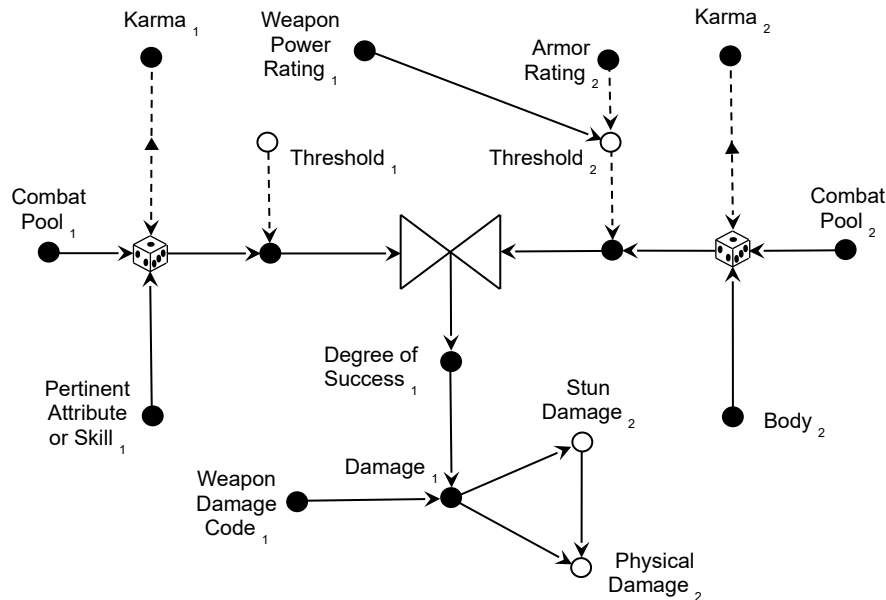 Karma 1
Weapon
Power
Rating 1
Armor
Rating 2
Karma 2
Threshold 1
Threshold 2
Combat
Pool 1
Combat
Pool 2
Degree of
Success 1
Pertinent
Attribute
or Skill 1
Stun
Damage 2
Body 2
Damage 1
Weapon
Damage
Code 1
Physical
Damage 2